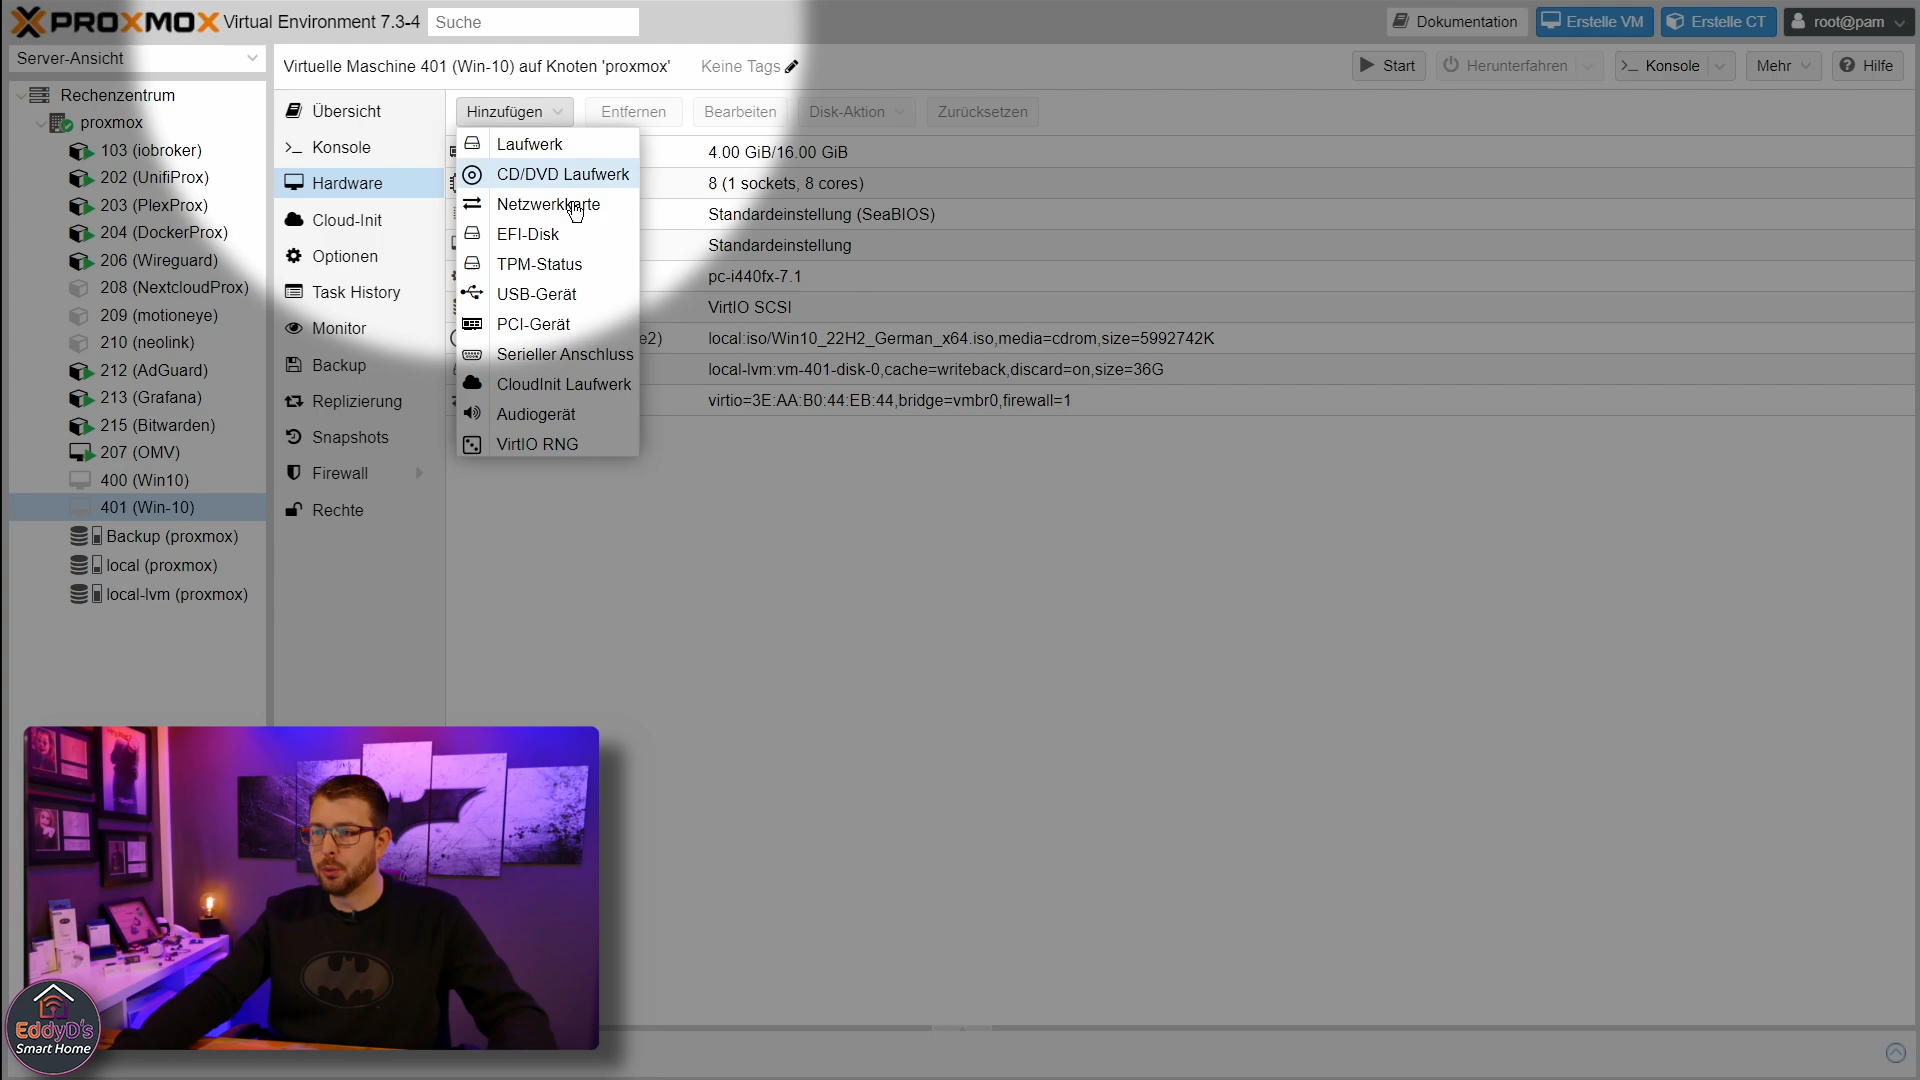 PROXMOX Virtual Environment 7.3-4
Suche
Dokumentation
Erstelle VM
Erstelle CT
root@pam
Server-Ansicht
Rechenzentrum
proxmox
103 (iobroker)
202 (UnifiProx)
203 (PlexProx)
204 (DockerProx)
206 (Wireguard)
208 (NextcloudProx)
209 (motioneye)
210 (neolink)
212 (AdGuard)
213 (Grafana)
215 (Bitwarden)
207 (OMV)
400 (Win10)
401 (Win-10)
Backup (proxmox)
local (proxmox)
local-lvm (proxmox)
Virtuelle Maschine 401 (Win-10) auf Knoten 'proxmox'
Keine Tags
Start
Herunterfahren
Konsole
Mehr
Hilfe
Übersicht
Konsole
Hardware
Cloud-Init
Optionen
Task History
Monitor
Backup
Replizierung
Snapshots
Firewall
Rechte
Hinzufügen
Entfernen
Bearbeiten
Disk-Aktion
Zurücksetzen
Laufwerk
CD/DVD Laufwerk
Netzwerkkarte
EFI-Disk
TPM-Status
USB-Gerät
PCI-Gerät
Serieller Anschluss
CloudInit Laufwerk
Audiogerät
VirtIO RNG
4.00 GiB/16.00 GiB
8 (1 sockets, 8 cores)
Standardeinstellung (SeaBIOS)
Standardeinstellung
pc-i440fx-7.1
VirtIO SCSI
e2) local:iso/Win10_22H2_German_x64.iso,media=cdrom,size=5992742K
local-lvm:vm-401-disk-0,cache=writeback,discard=on,size=36G
virtio=3E:AA:B0:44:EB:44,bridge=vmbr0,firewall=1
EddyD's
Smart Home